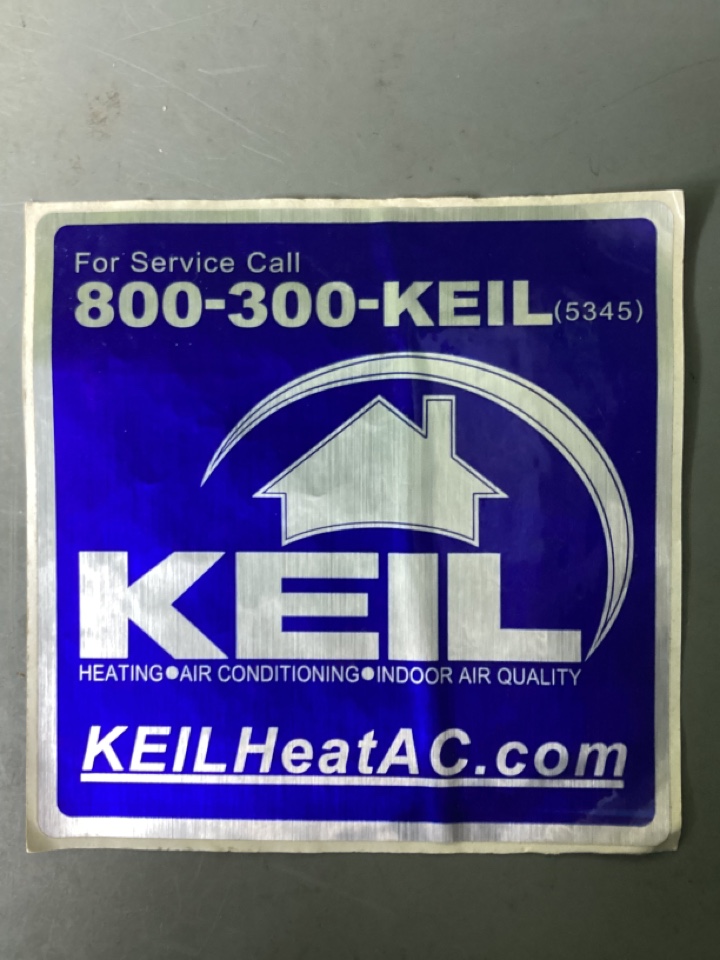 For Service Call
800-300-KEIL(5345)
KEIL
HEATING●AIR CONDITIONING●INDOOR AIR QUALITY
KEILHeatAC.com